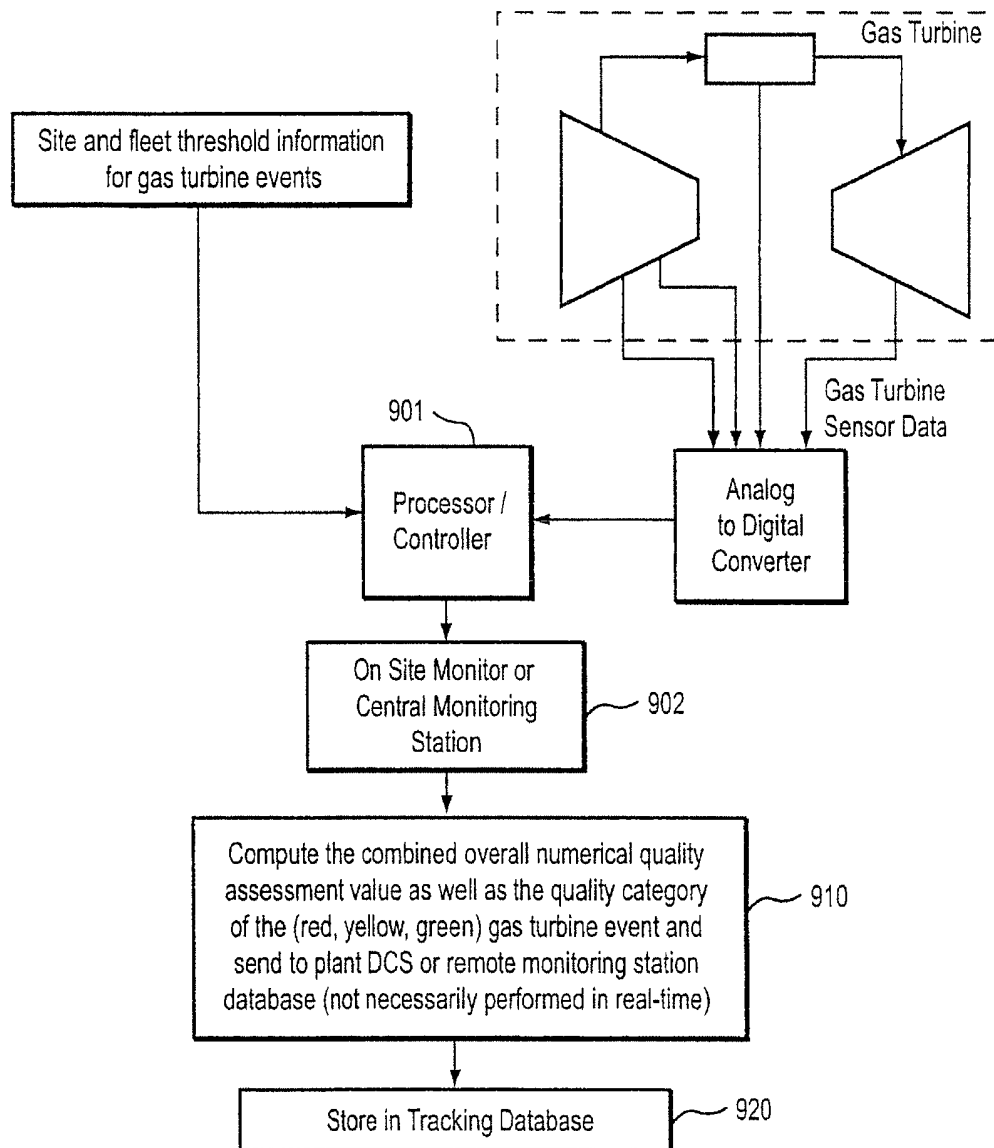 Gas Turbine
Site and fleet threshold information
for gas turbine events
Gas Turbine
Sensor Data
901
Processor /
Controller
Analog
to Digital
Converter
On Site Monitor or
Central Monitoring
Station
902
Compute the combined overall numerical quality
assessment value as well as the quality category
of the (red, yellow, green) gas turbine event and
send to plant DCS or remote monitoring station
database (not necessarily performed in real-time)
910
Store in Tracking Database
920